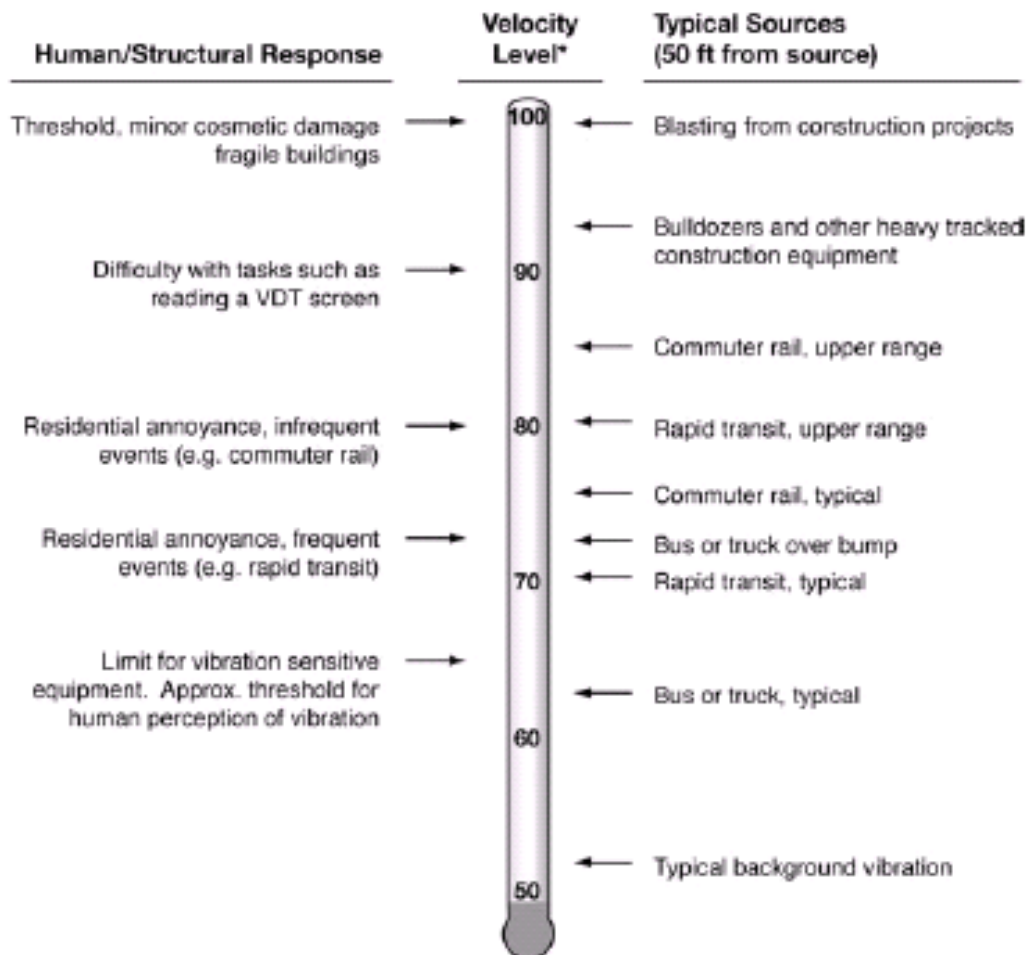 Human/Structural Response
Velocity
Level*
Typical Sources
(50 ft from source)
Threshold, minor cosmetic damage
fragile buildings
100
Blasting from construction projects
Bulldozers and other heavy tracked
construction equipment
Difficulty with tasks such as
reading a VDT screen
90
Commuter rail, upper range
Residential annoyance, infrequent
events (e.g. commuter rail)
80
Rapid transit, upper range
Commuter rail, typical
Residential annoyance, frequent
events (e.g. rapid transit)
Bus or truck over bump
70
Rapid transit, typical
Limit for vibration sensitive
equipment. Approx. threshold for
human perception of vibration
Bus or truck, typical
60
Typical background vibration
50